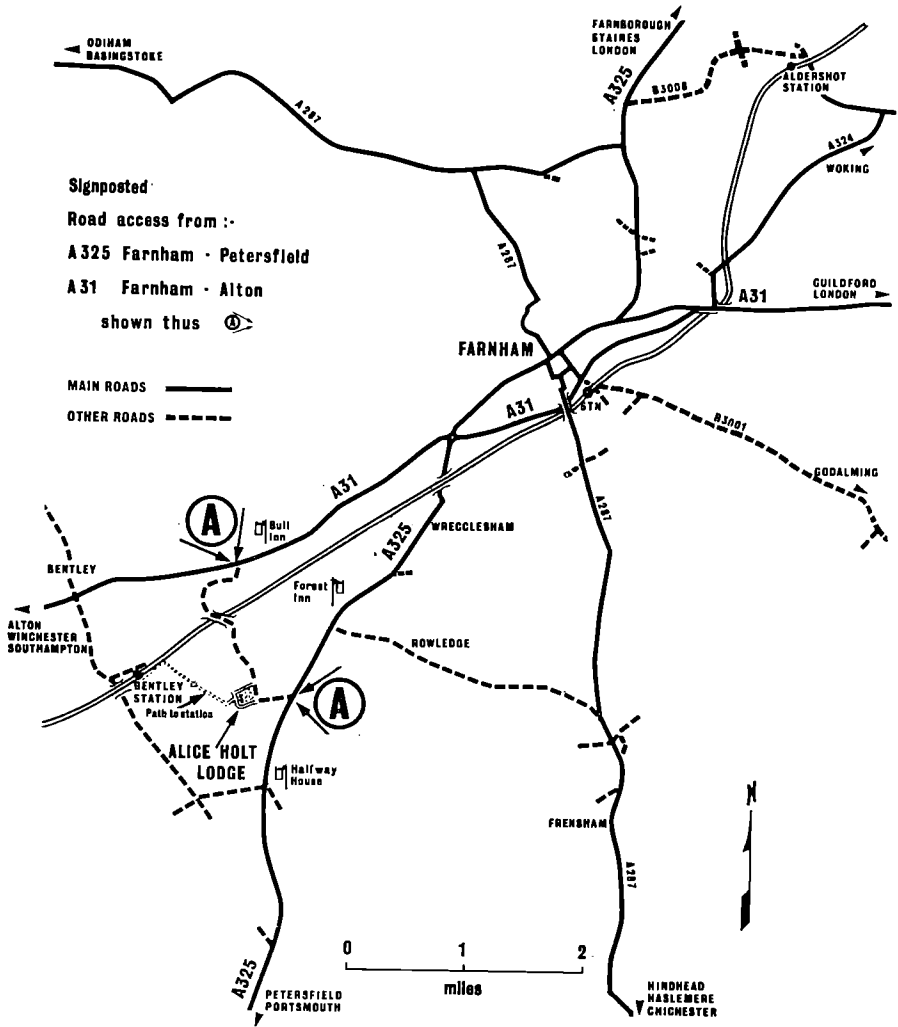 ODIHAM
BASINGSTOKE
FARNBOROUGH
STAINES
LONDON
A325
B3008
ALDERSHOT
STATION
A287
A324
WOKING
Signposted
Road access from :-
A325 Farnham - Petersfield
A31 Farnham - Alton
shown thus A
A287
GUILDFORD
LONDON
A31
FARNHAM
MAIN ROADS
OTHER ROADS
A31
STN
B3001
GODALMING
A31
A
Bull
Inn
A287
WRECCLESHAM
A325
BENTLEY
Forest
Inn
ALTON
WINCHESTER
SOUTHAMPTON
ROWLEDGE
BENTLEY
STATION
Path to station
A
ALICE HOLT
LODGE
Halfway
House
FRENSHAM
N
A287
0 1 2
miles
A325
PETERSFIELD
PORTSMOUTH
HINDHEAD
HASLEMERE
CHICHESTER